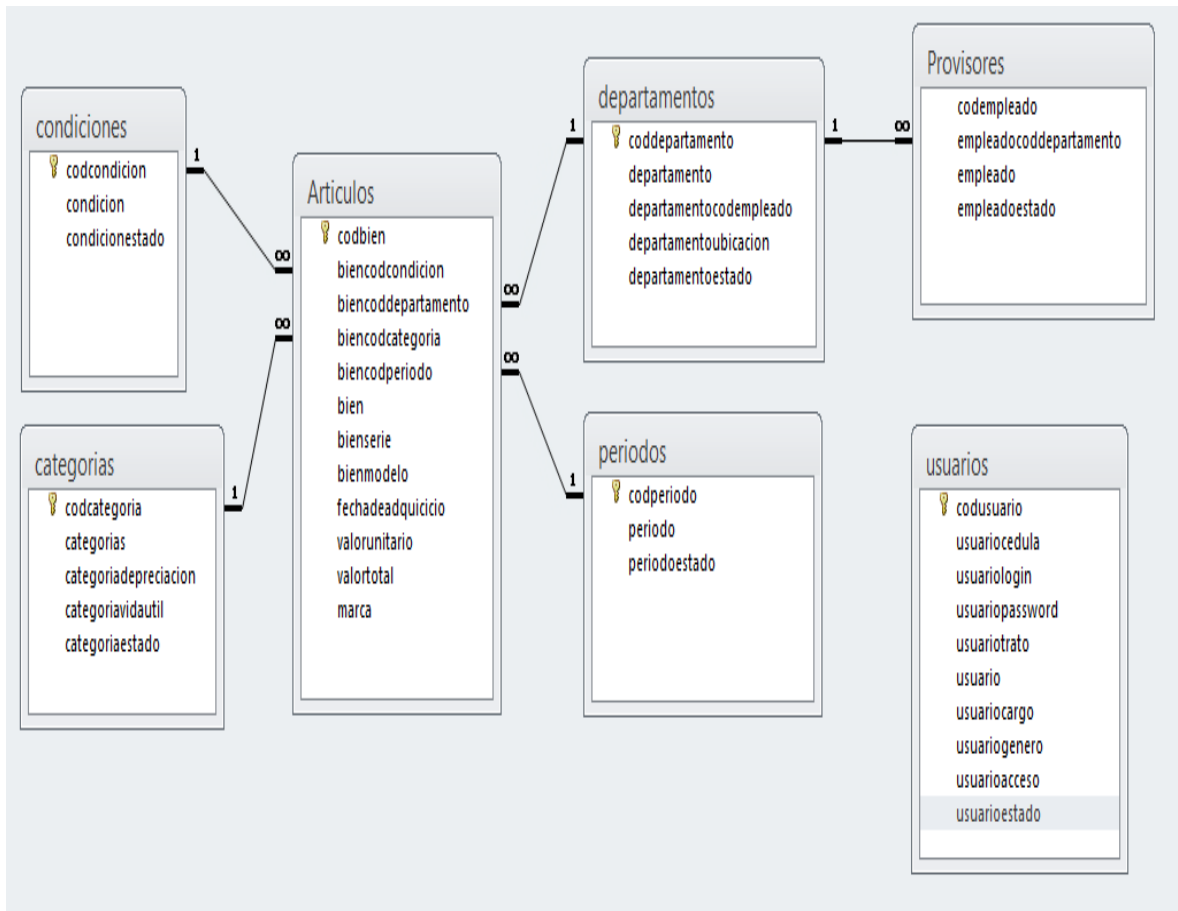 condiciones
codcondicion
condicion
condicionestado
1
∞
categorias
codcategoria
categorias
categoriadepreciacion
categoriavidautil
categoriaestado
1
∞
Articulos
codbien
biencodcondicion
biencoddepartamento
biencodcategoria
biencodperiodo
bien
bienserie
bienmodelo
fechadeadquicicio
valorunitario
valortotal
marca
∞
1
departamentos
coddepartamento
departamento
departamentocodempleado
departamentoubicacion
departamentoestado
∞
1
periodos
codperiodo
periodo
periodoestado
1
∞
Provisores
codempleado
empleadocoddepartamento
empleado
empleadoestado
usuarios
codusuario
usuariocedula
usuariologin
usuariopassword
usuariotrato
usuario
usuariocargo
usuariogenero
usuarioacceso
usuarioestado